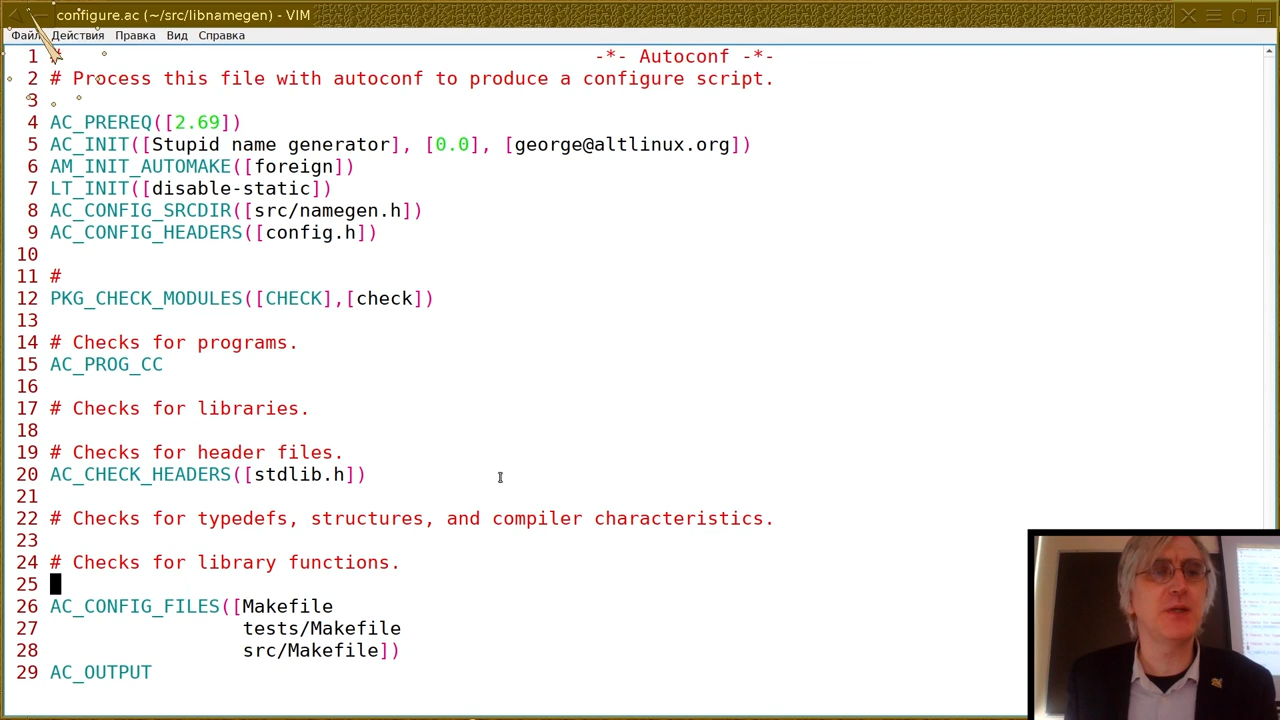 configure.ac (~/src/libnamegen) - VIM
Файл Действия Правка Вид Справка
1 # -*- Autoconf -*-
2 # Process this file with autoconf to produce a configure script.
3
4 AC_PREREQ([2.69])
5 AC_INIT([Stupid name generator], [0.0], [george@altlinux.org])
6 AM_INIT_AUTOMAKE([foreign])
7 LT_INIT([disable-static])
8 AC_CONFIG_SRCDIR([src/namegen.h])
9 AC_CONFIG_HEADERS([config.h])
10
11 #
12 PKG_CHECK_MODULES([CHECK],[check])
13
14 # Checks for programs.
15 AC_PROG_CC
16
17 # Checks for libraries.
18
19 # Checks for header files.
20 AC_CHECK_HEADERS([stdlib.h])
21
22 # Checks for typedefs, structures, and compiler characteristics.
23
24 # Checks for library functions.
25
26 AC_CONFIG_FILES([Makefile
27 tests/Makefile
28 src/Makefile])
29 AC_OUTPUT